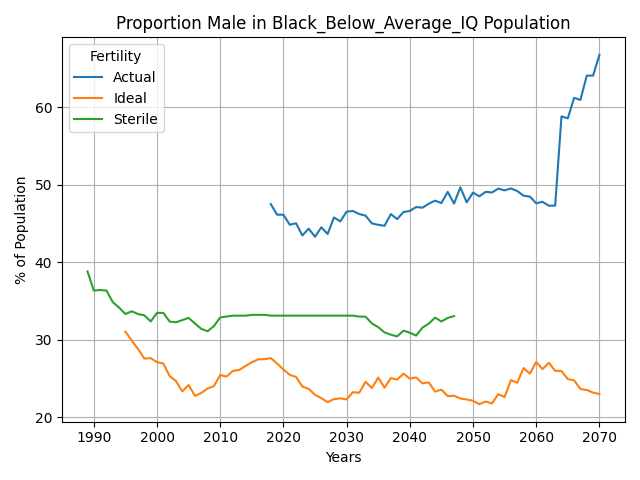 Proportion Male in Black_Below_Average_IQ Population
Fertility
Actual
Ideal
Sterile
% of Population
60
50
40
30
20
1990 2000 2010 2020 2030 2040 2050 2060 2070
Years